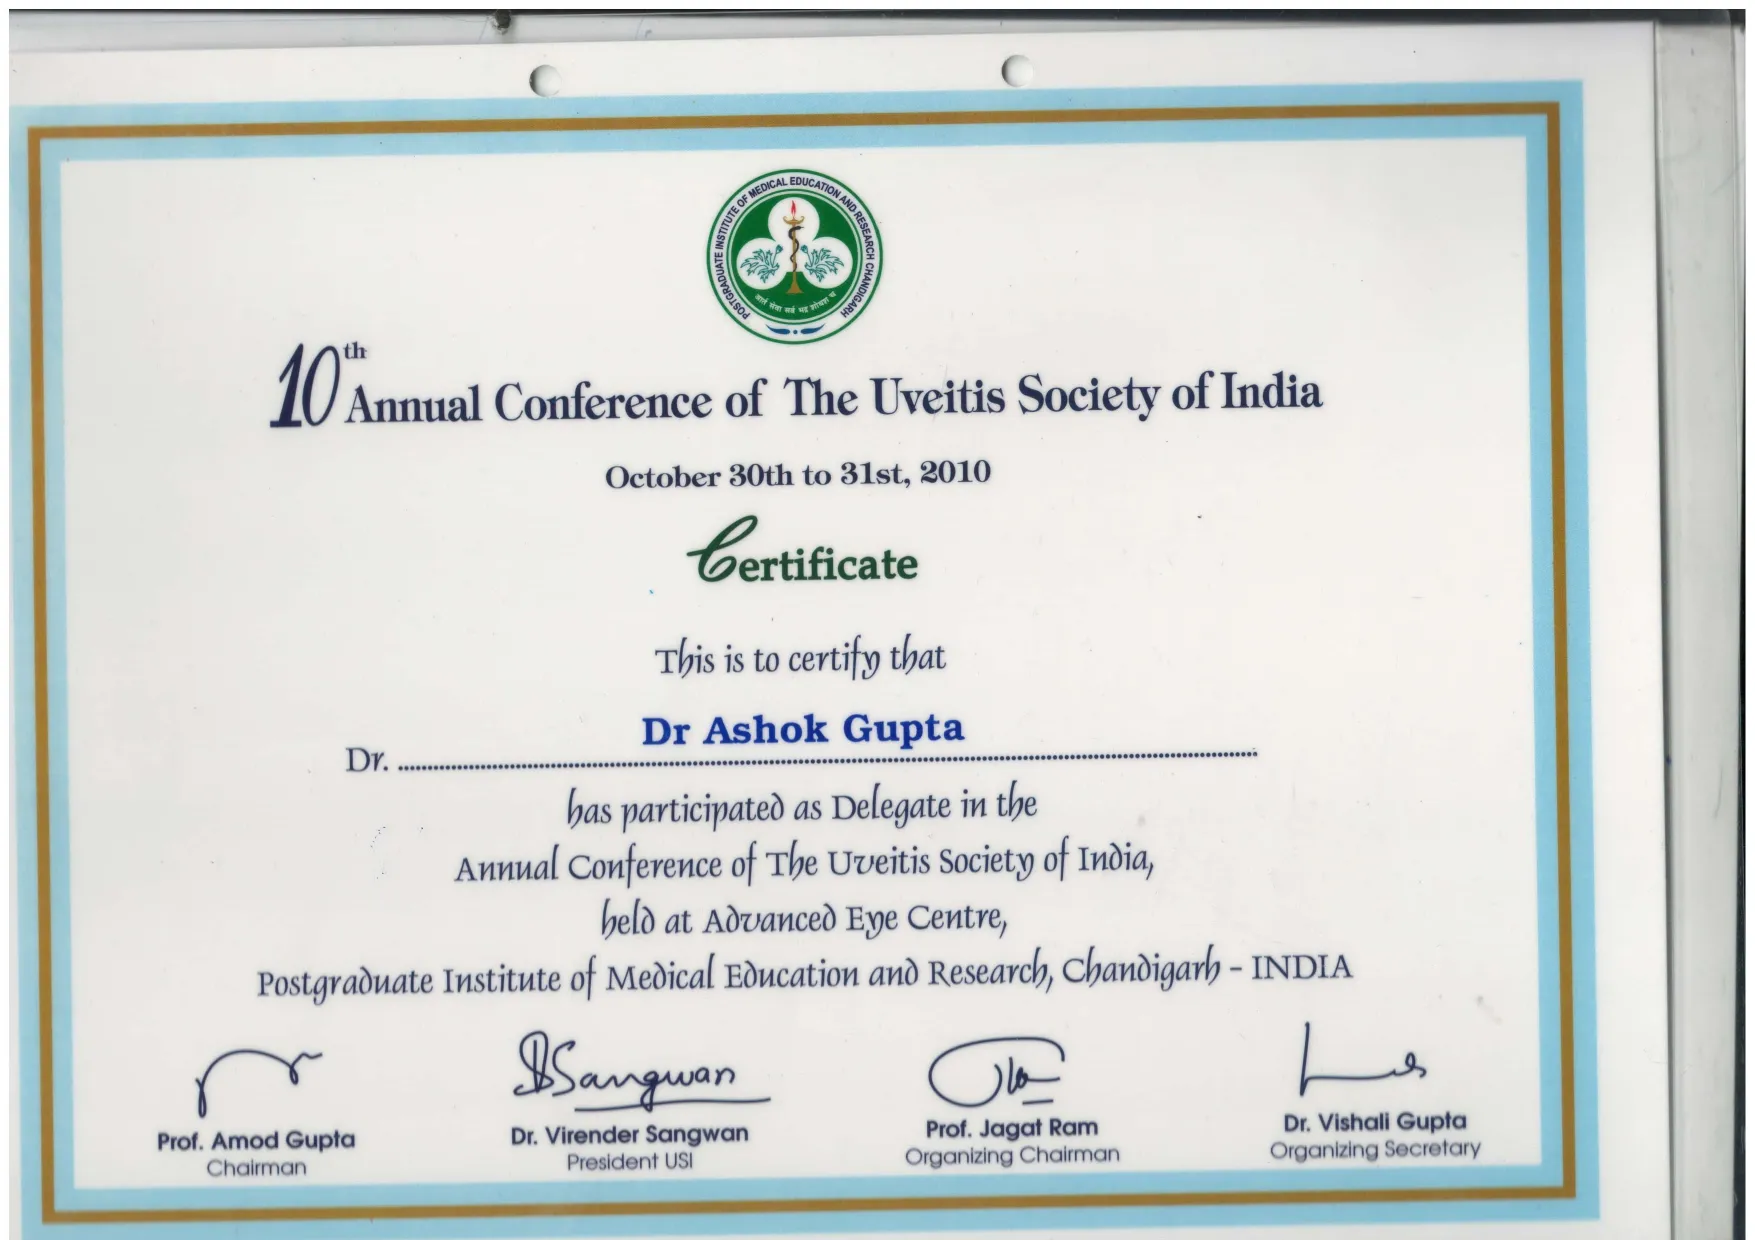 POSTGRADUATE INSTITUTE OF MEDICAL EDUCATION AND RESEARCH CHANDIGARH
10th Annual Conference of The Uveitis Society of India
October 30th to 31st, 2010
Certificate
This is to certify that
Dr Ashok Gupta
Dr. ........................................................................
has participated as Delegate in the
Annual Conference of The Uveitis Society of India,
held at Advanced Eye Centre,
Postgraduate Institute of Medical Education and Research, Chandigarh - INDIA
Sangwan
Prof. Amod Gupta
Chairman
Dr. Virender Sangwan
President USI
Prof. Jagat Ram
Organizing Chairman
Dr. Vishali Gupta
Organizing Secretary